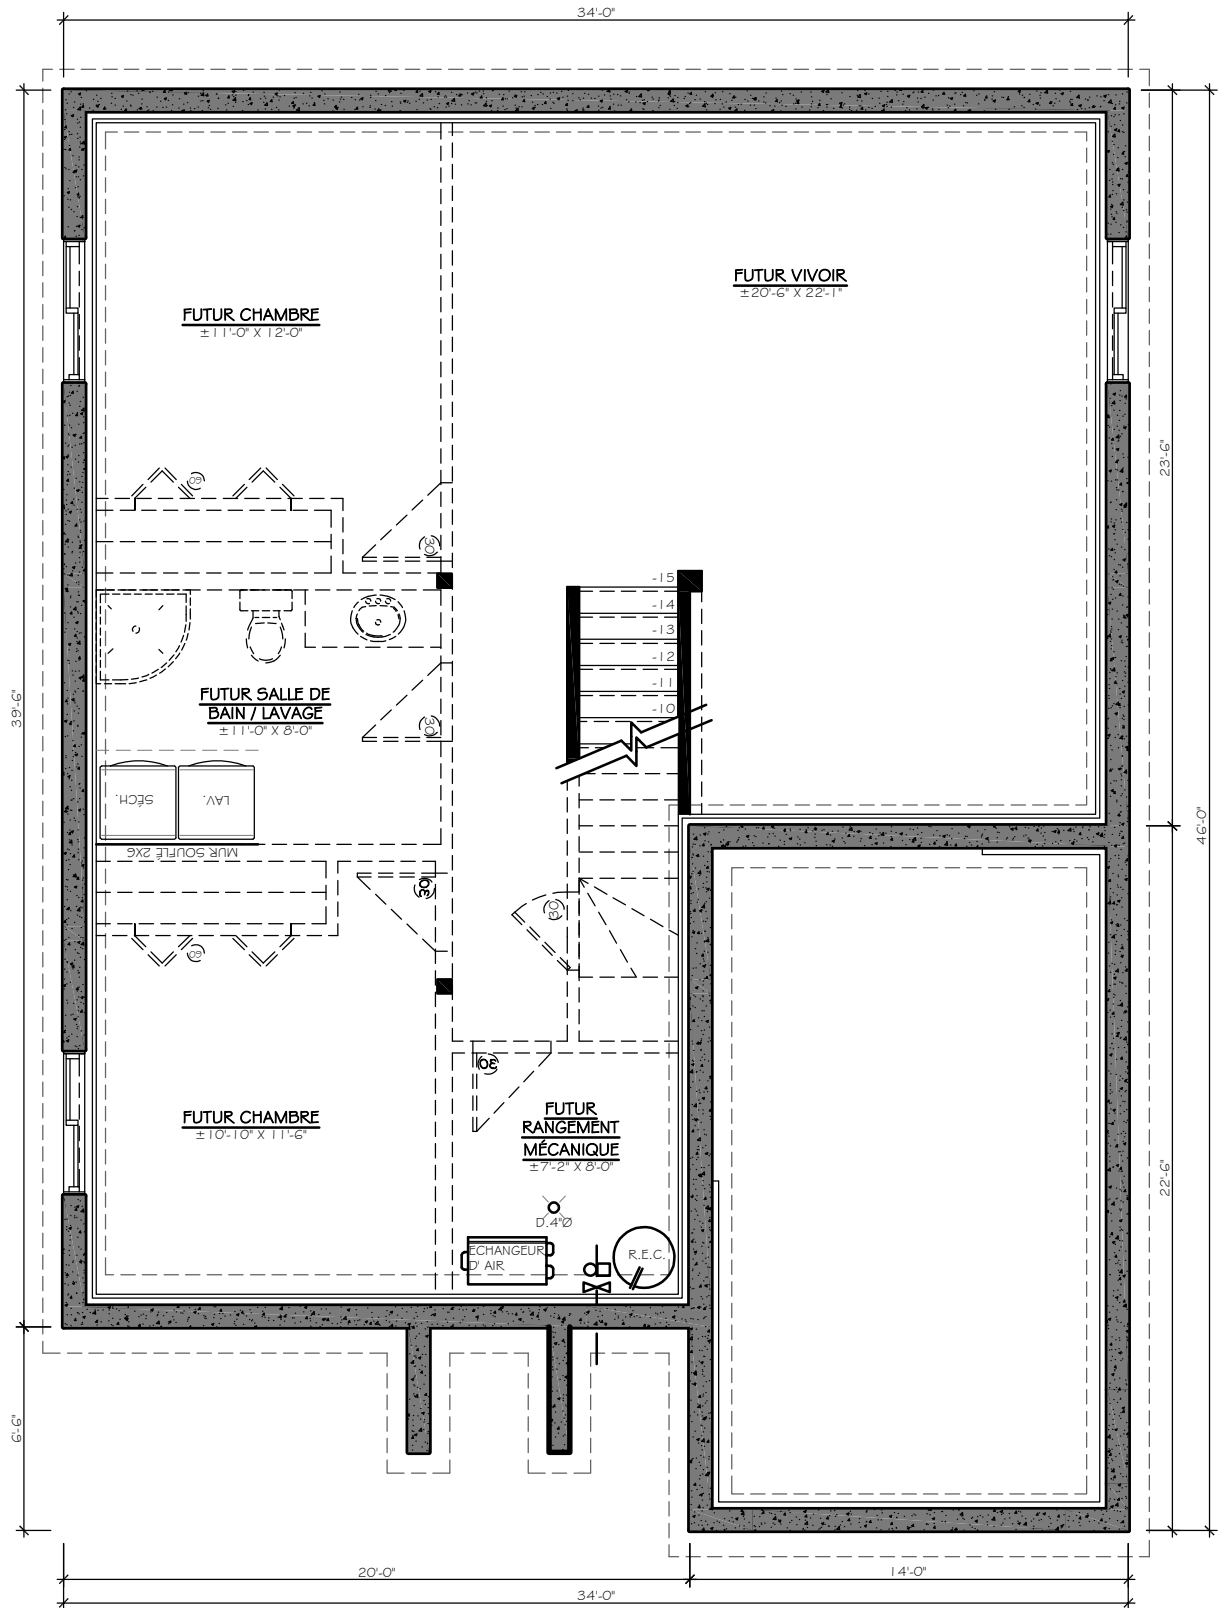 34'-0"
FUTUR VIVOIR
±20'-6" X 22'-1"
FUTUR CHAMBRE
±11'-0" X 12'-0"
23'-6"
60
30
-15
-14
-13
-12
-11
-10
39'-6"
FUTUR SALLE DE
BAIN / LAVAGE
±11'-0" X 8'-0"
30
SÉCH.
LAV.
MUR SOUFLÉ 2X6
46'-0"
30
30
60
30
FUTUR CHAMBRE
±10'-10" X 11'-6"
FUTUR
RANGEMENT
MÉCANIQUE
±7'-2" X 8'-0"
22'-6"
D.4"Ø
ÉCHANGEUR
D' AIR
R.E.C.
6'-6"
20'-0"
14'-0"
34'-0"